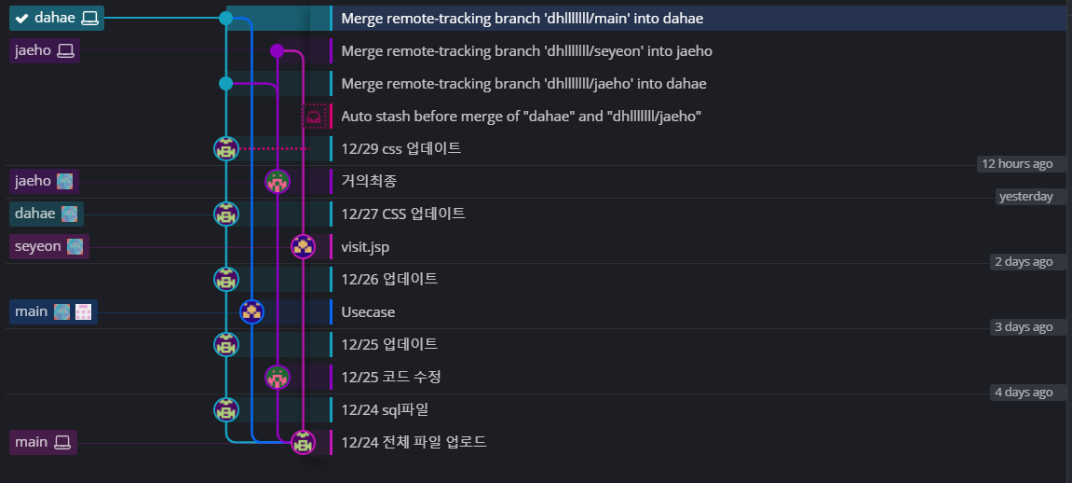 dahae Merge remote-tracking branch 'dhlllllll/main' into dahae
jaeho Merge remote-tracking branch 'dhlllllll/seyeon' into jaeho
Merge remote-tracking branch 'dhlllllll/jaeho' into dahae
Auto stash before merge of "dahae" and "dhlllllll/jaeho"
12/29 css 업데이트
12 hours ago
jaeho 거의최종
yesterday
dahae 12/27 CSS 업데이트
seyeon visit.jsp
2 days ago
12/26 업데이트
main Usecase
3 days ago
12/25 업데이트
12/25 코드 수정
4 days ago
12/24 sql파일
main 12/24 전체 파일 업로드